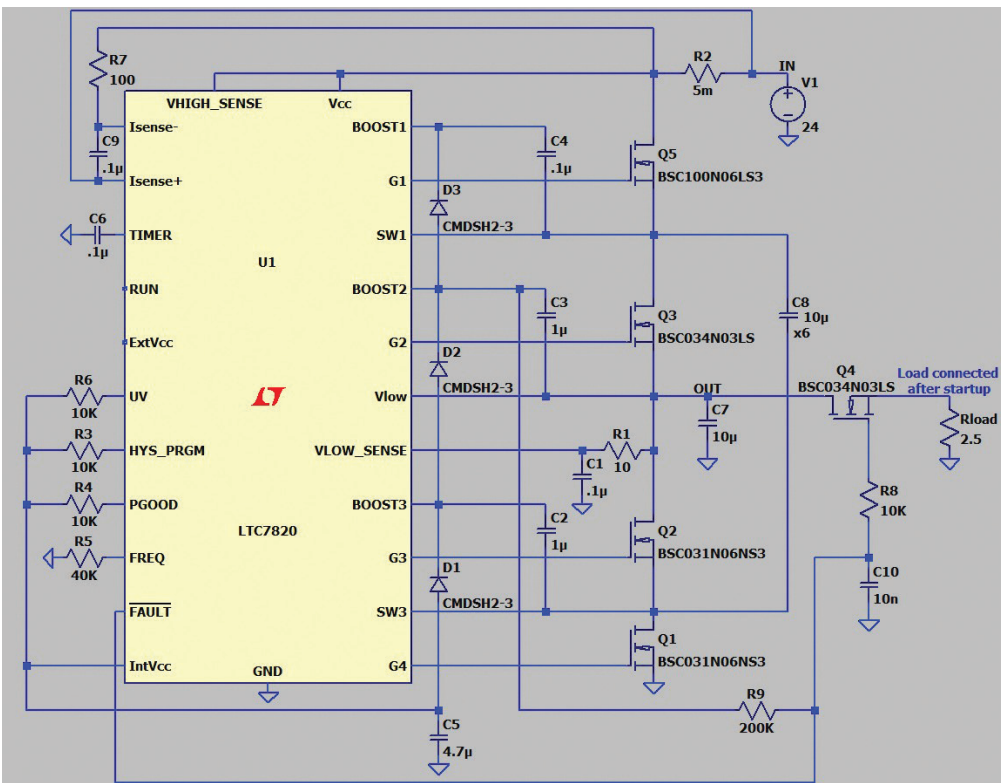 R7
100
R2
5m
IN
V1
24
VHIGH_SENSE
Vcc
Isense-
BOOST1
C9
.1µ
C4
.1µ
Q5
BSC100N06LS3
Isense+
G1
D3
CMDSH2-3
C6
.1µ
TIMER
SW1
U1
RUN
BOOST2
C3
1µ
Q3
BSC034N03LS
C8
10µ
x6
ExtVcc
G2
D2
CMDSH2-3
Q4
BSC034N03LS
Load connected
after startup
R6
10K
UV
Vlow
OUT
C7
10µ
Rload
2.5
R3
10K
HYS_PRGM
VLOW_SENSE
R1
10
C1
.1µ
R4
10K
PGOOD
BOOST3
C2
1µ
R8
10K
LTC7820
Q2
BSC031N06NS3
R5
40K
FREQ
G3
D1
CMDSH2-3
C10
10n
FAULT
SW3
Q1
BSC031N06NS3
IntVcc
GND
G4
R9
200K
C5
4.7µ